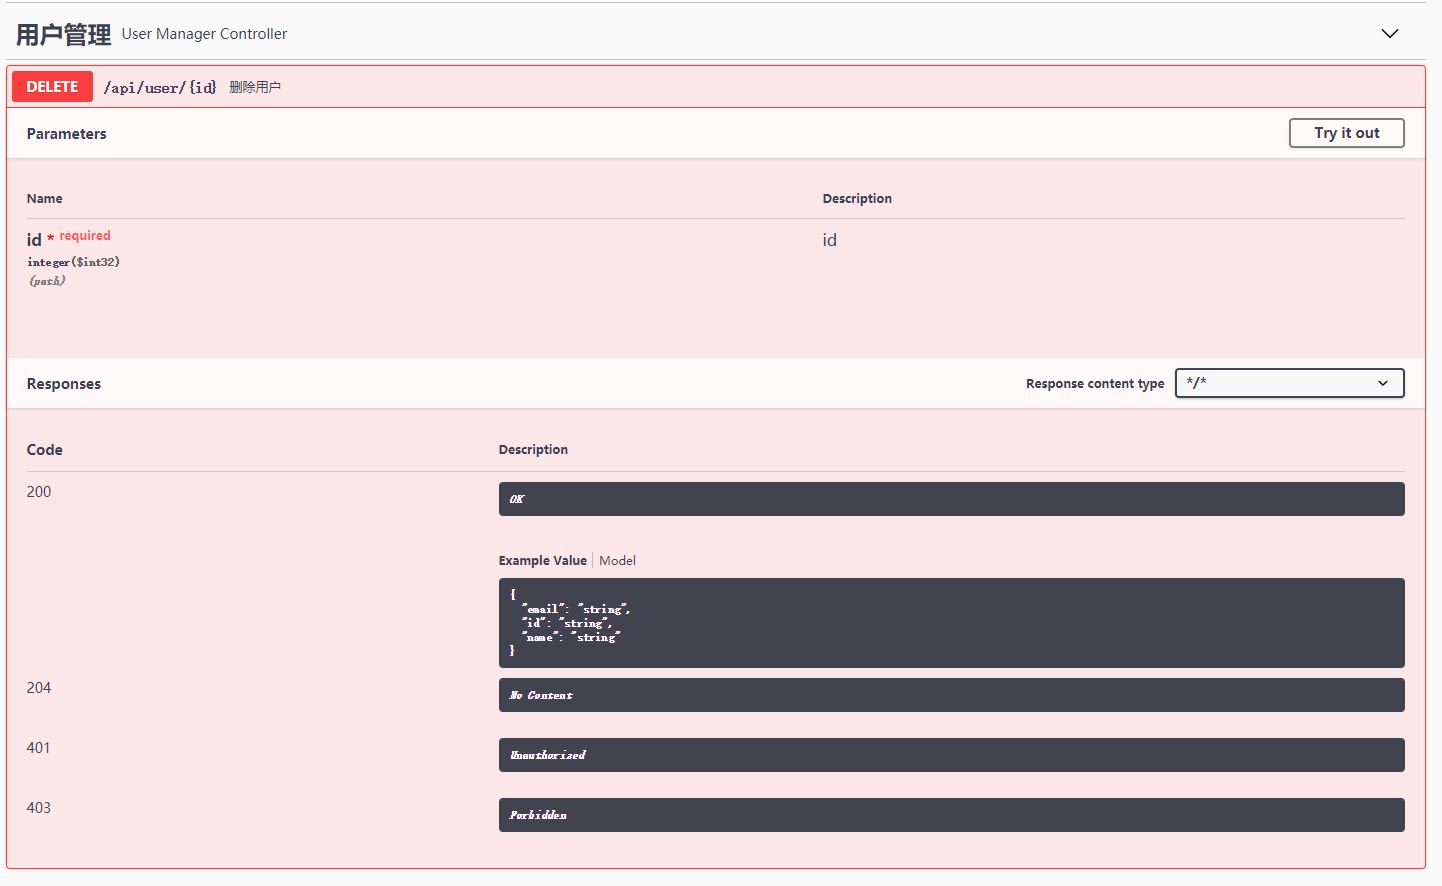 用户管理 User Manager Controller
DELETE /api/user/{id} 删除用户
Parameters Try it out
Name Description
id * required id
integer($int32)
(path)
Responses Response content type */*
Code Description
200 OK
Example Value Model
{
"email": "string",
"id": "string",
"name": "string"
}
204 No Content
401 Unauthorized
403 Forbidden